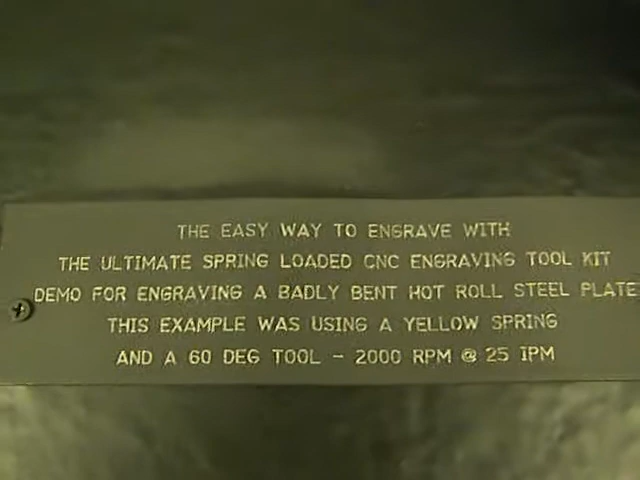 THE EASY WAY TO ENGRAVE WITH
THE ULTIMATE SPRING LOADED CNC ENGRAVING TOOL KIT
DEMO FOR ENGRAVING A BADLY BENT HOT ROLL STEEL PLATE
THIS EXAMPLE WAS USING A YELLOW SPRING
AND A 60 DEG TOOL - 2000 RPM @ 25 IPM